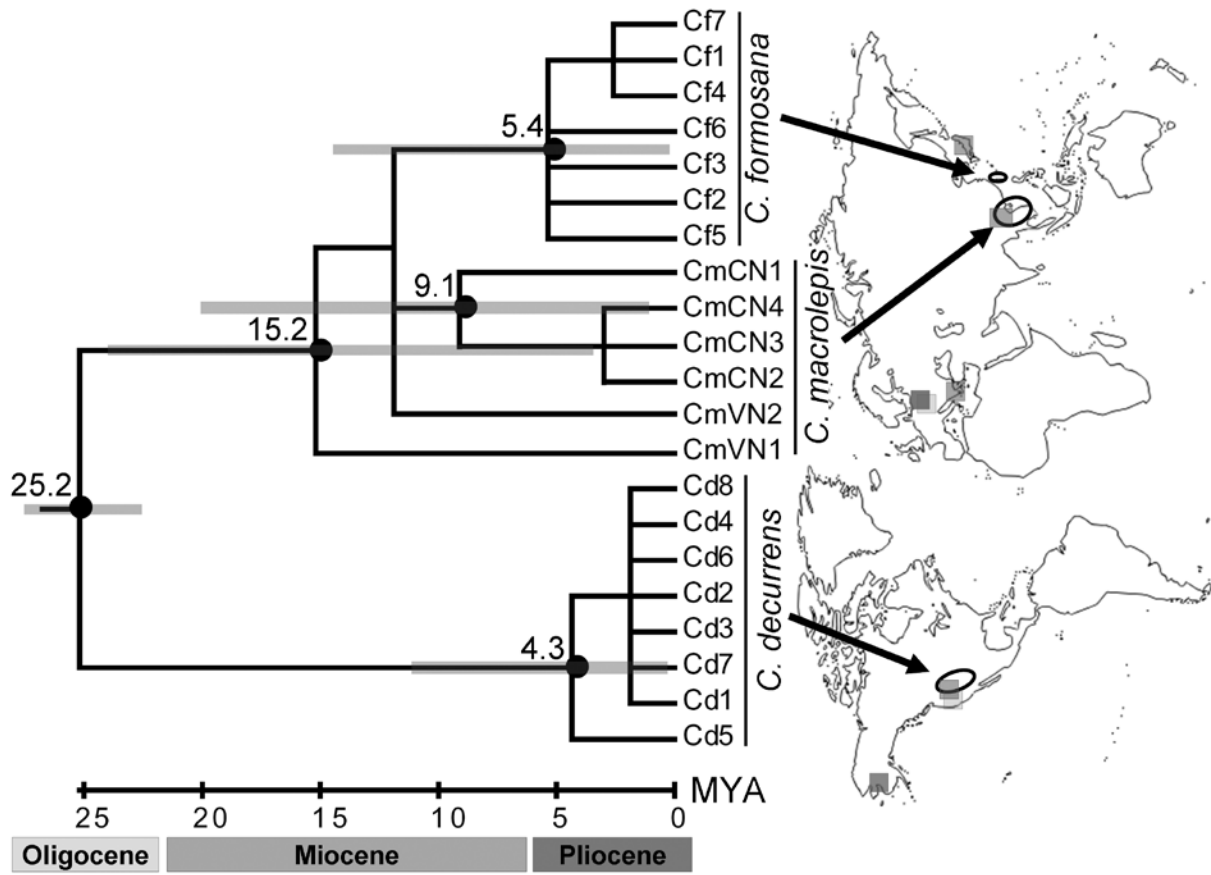 Cf7
Cf1
Cf4
5.4
Cf6
Cf3
Cf2
Cf5
C. formosana
CmCN1
9.1
CmCN4
15.2
CmCN3
CmCN2
CmVN2
CmVN1
C. macrolepis
25.2
Cd8
Cd4
Cd6
Cd2
Cd3
4.3
Cd7
Cd1
Cd5
C. decurrens
MYA
25 20 15 10 5 0
Oligocene Miocene Pliocene